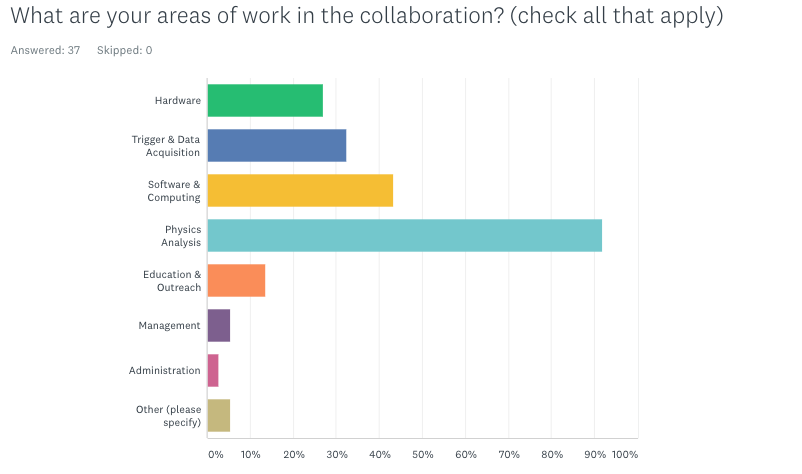 What are your areas of work in the collaboration? (check all that apply)
Answered: 37 Skipped: 0
Hardware
Trigger & Data
Acquisition
Software &
Computing
Physics
Analysis
Education &
Outreach
Management
Administration
Other (please
specify)
0% 10% 20% 30% 40% 50% 60% 70% 80% 90% 100%